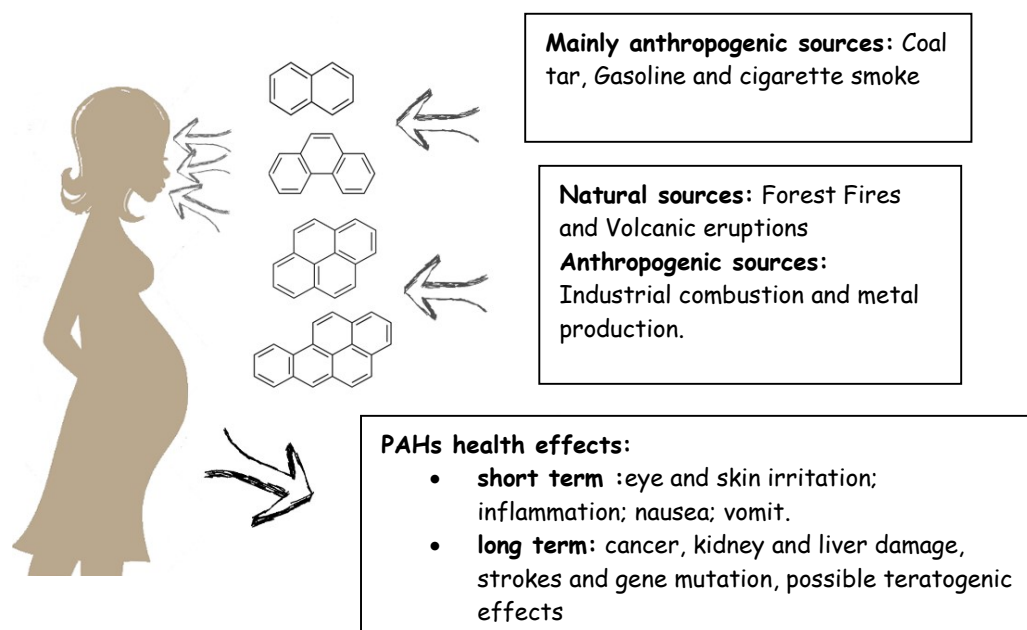 Mainly anthropogenic sources: Coal
tar, Gasoline and cigarette smoke
Natural sources: Forest Fires
and Volcanic eruptions
Anthropogenic sources:
Industrial combustion and metal
production.
PAHs health effects:
• short term :eye and skin irritation;
inflammation; nausea; vomit.
• long term: cancer, kidney and liver damage,
strokes and gene mutation, possible teratogenic
effects